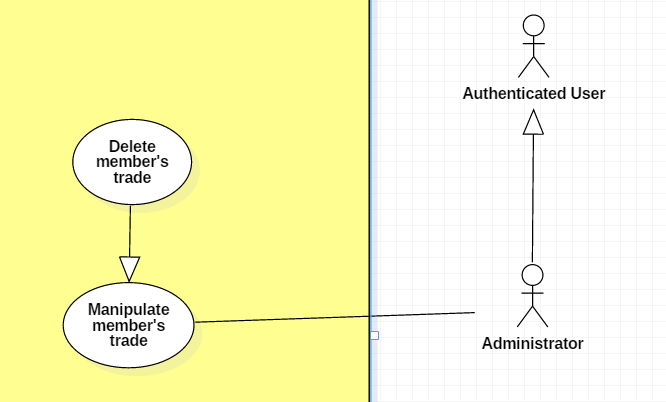 Authenticated User
Delete
member's
trade
Manipulate
member's
trade
Administrator